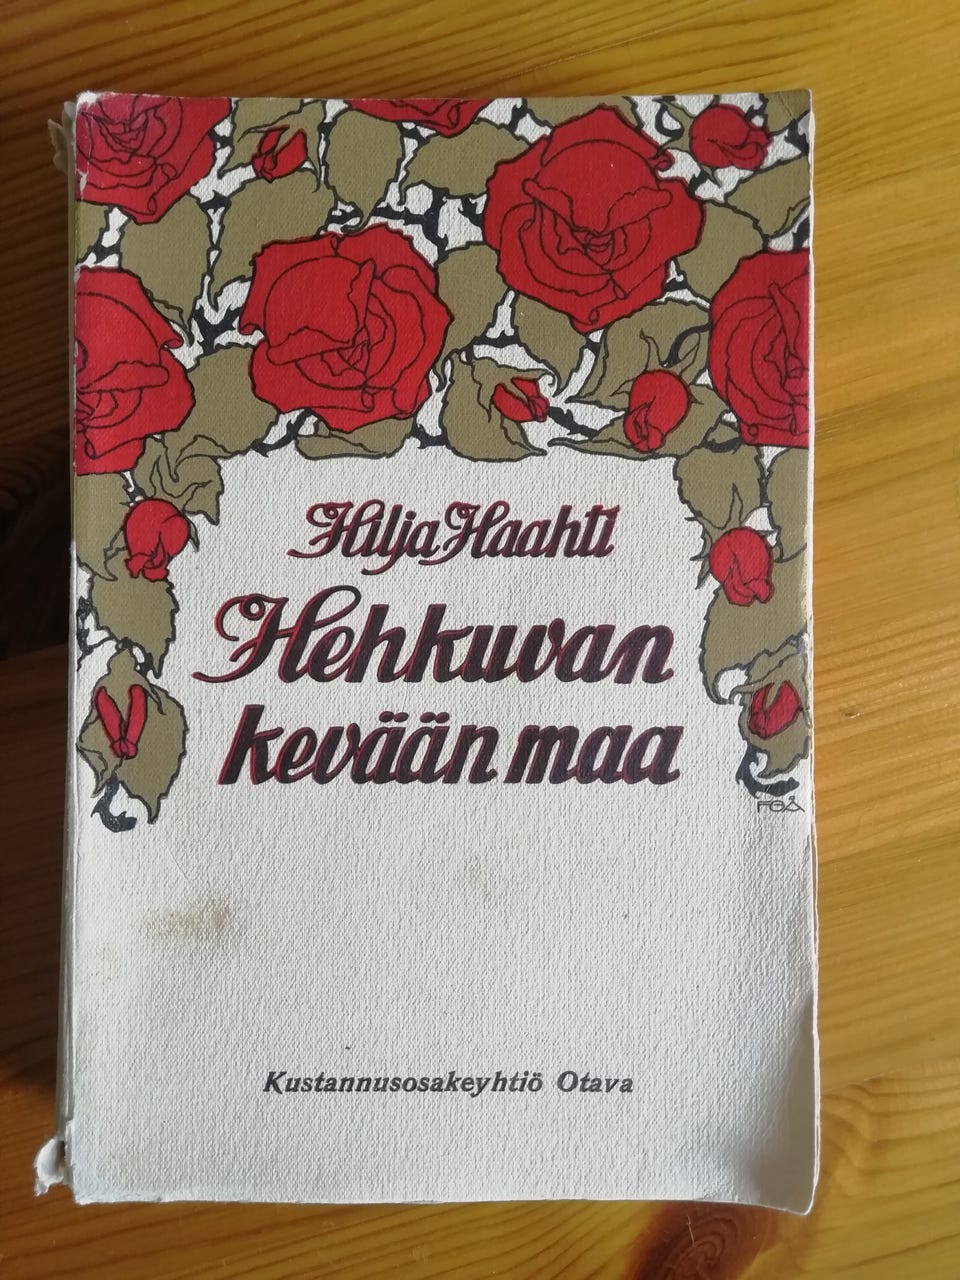 Hilja Haahti
Hehkuvan
kevään maa
Kustannusosakeyhtiö Otava